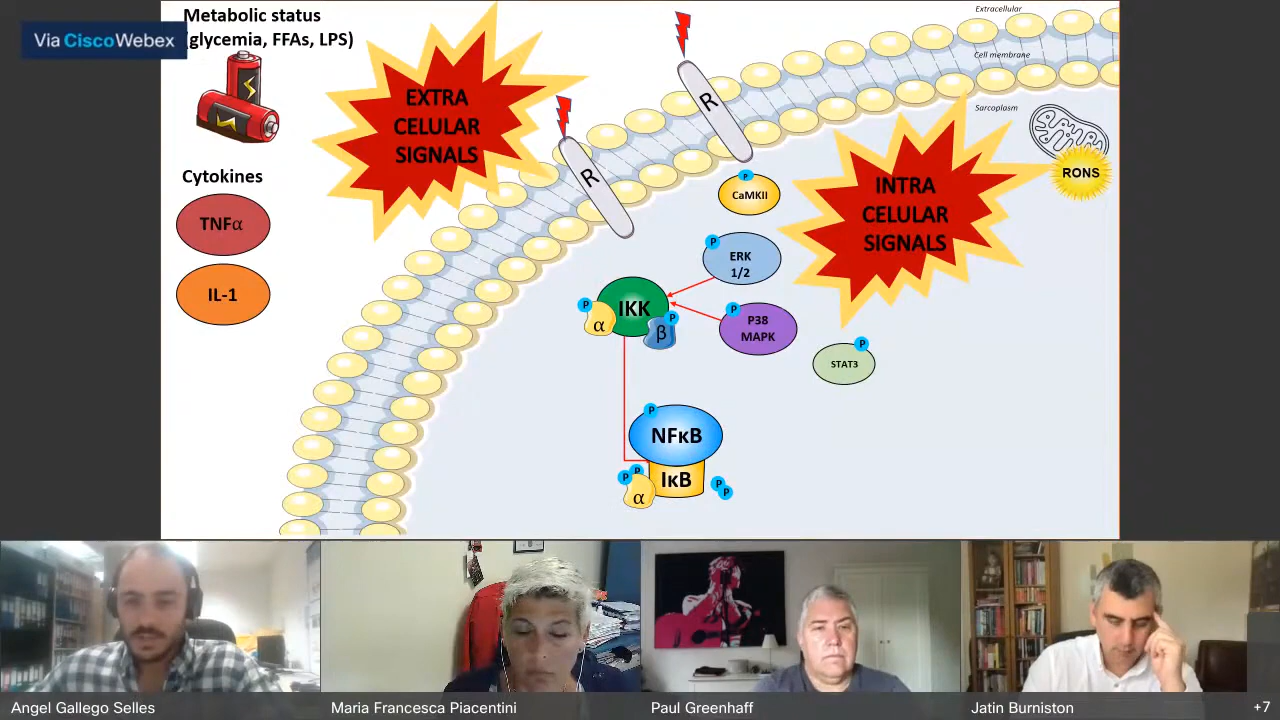 Via Cisco Webex
Metabolic status
(glycemia, FFAs, LPS)
EXTRA
CELULAR
SIGNALS
Cytokines
TNFα
IL-1
R
R
Extracellular
Cell membrane
Sarcoplasm
RONS
INTRA
CELULAR
SIGNALS
P
CaMKII
P
ERK
1/2
P
P38
MAPK
P
STAT3
IKK
P
α
P
β
P
NFκB
IκB
P
P
α
P
P
Angel Gallego Selles
Maria Francesca Piacentini
Paul Greenhaff
Jatin Burniston
+7